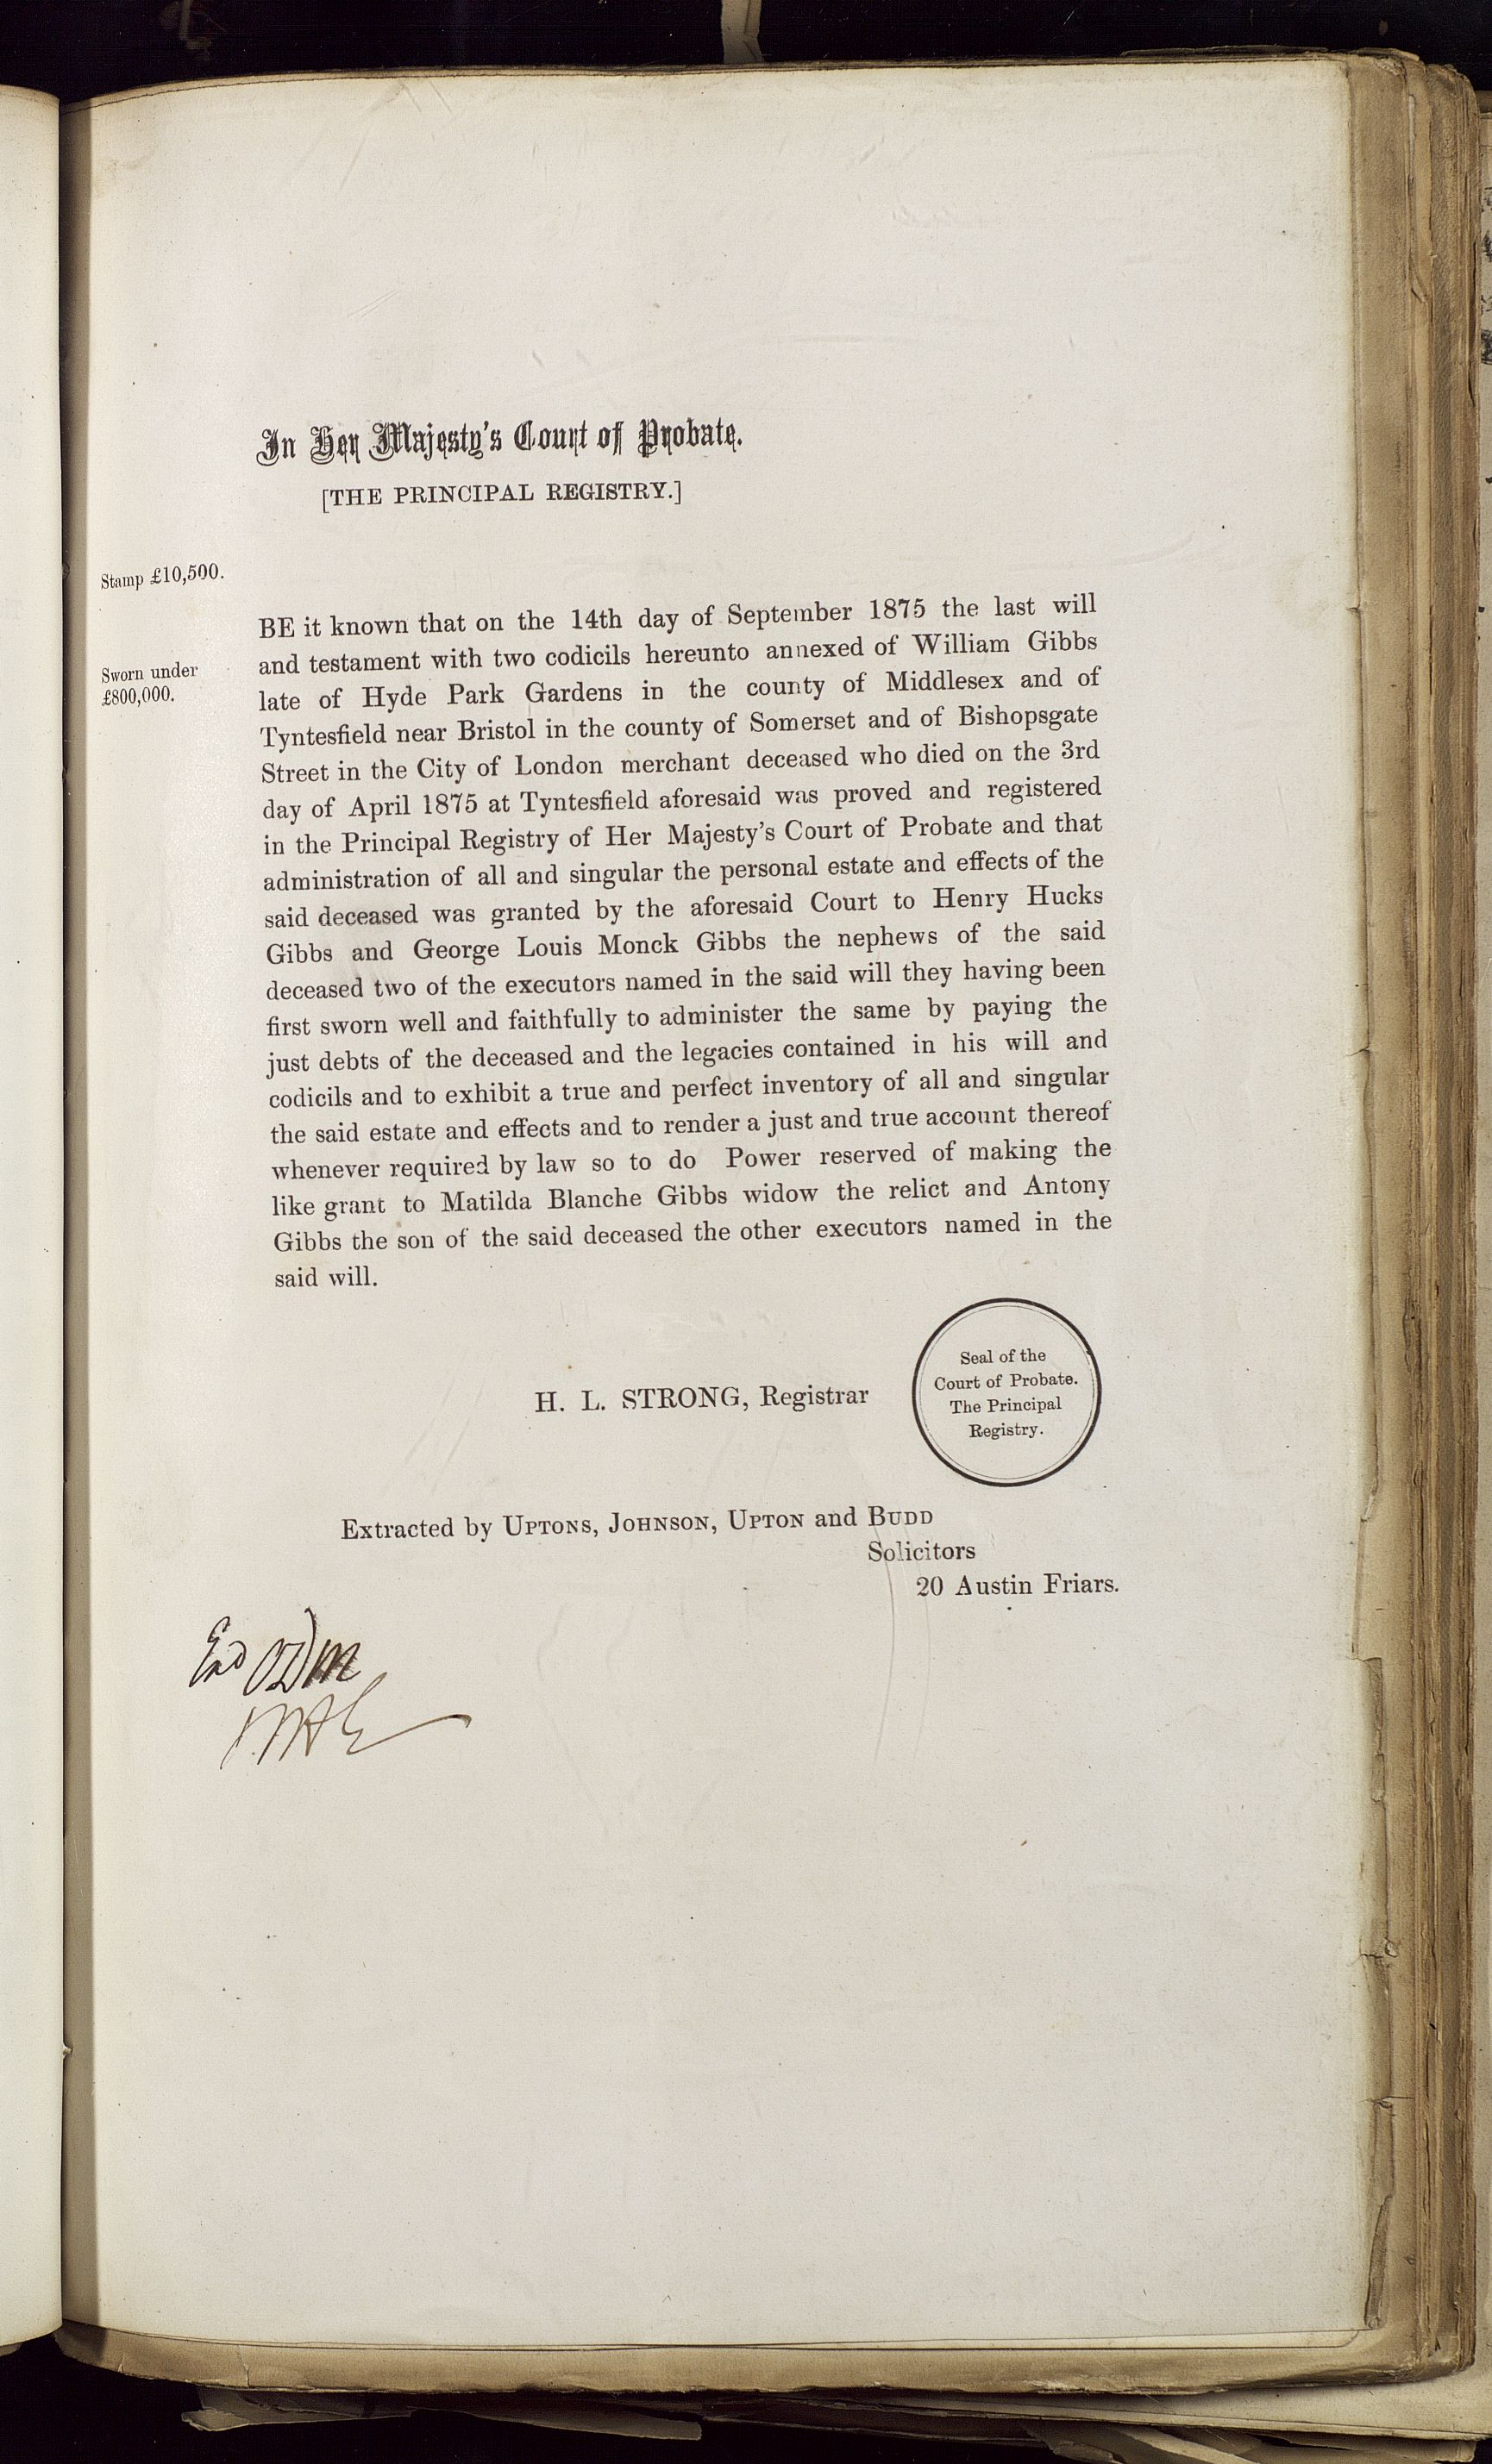 In Her Majesty's Court of Probate.
[THE PRINCIPAL REGISTRY.]
Stamp £10,500.
Sworn under
£800,000.
BE it known that on the 14th day of September 1875 the last will
and testament with two codicils hereunto annexed of William Gibbs
late of Hyde Park Gardens in the county of Middlesex and of
Tyntesfield near Bristol in the county of Somerset and of Bishopsgate
Street in the City of London merchant deceased who died on the 3rd
day of April 1875 at Tyntesfield aforesaid was proved and registered
in the Principal Registry of Her Majesty's Court of Probate and that
administration of all and singular the personal estate and effects of the
said deceased was granted by the aforesaid Court to Henry Hucks
Gibbs and George Louis Monck Gibbs the nephews of the said
deceased two of the executors named in the said will they having been
first sworn well and faithfully to administer the same by paying the
just debts of the deceased and the legacies contained in his will and
codicils and to exhibit a true and perfect inventory of all and singular
the said estate and effects and to render a just and true account thereof
whenever required by law so to do Power reserved of making the
like grant to Matilda Blanche Gibbs widow the relict and Antony
Gibbs the son of the said deceased the other executors named in the
said will.
H. L. STRONG, Registrar
Seal of the
Court of Probate.
The Principal
Registry.
Extracted by UPTONS, JOHNSON, UPTON and BUDD
Solicitors
20 Austin Friars.